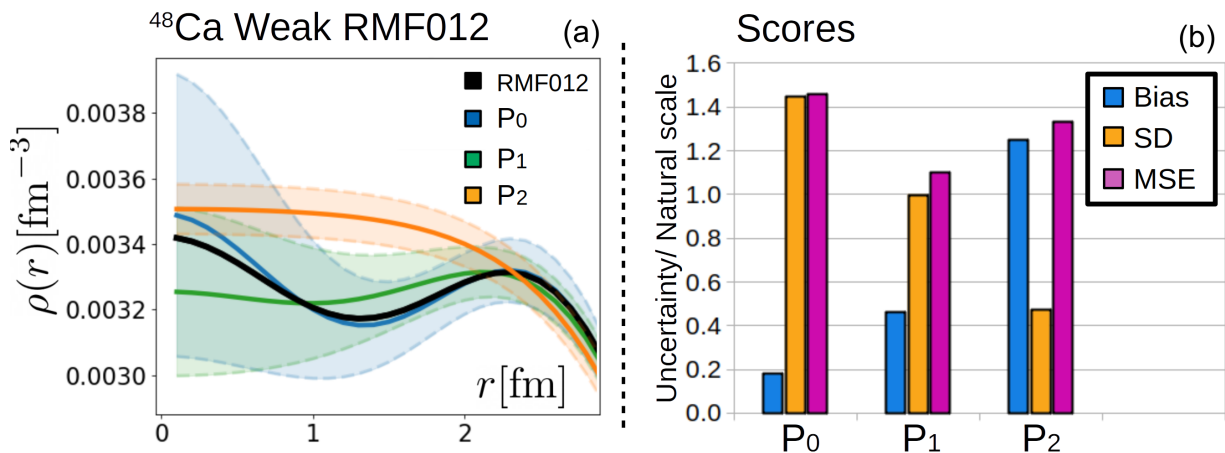 ⁴⁸Ca Weak RMF012 (a)
ρ(r)[fm⁻³]
0.0038
0.0036
0.0034
0.0032
0.0030
RMF012
P0
P1
P2
r[fm]
0 1 2
Scores (b)
Uncertainty/ Natural scale
1.6
1.4
1.2
1.0
0.8
0.6
0.4
0.2
0.0
Bias
SD
MSE
P0 P1 P2